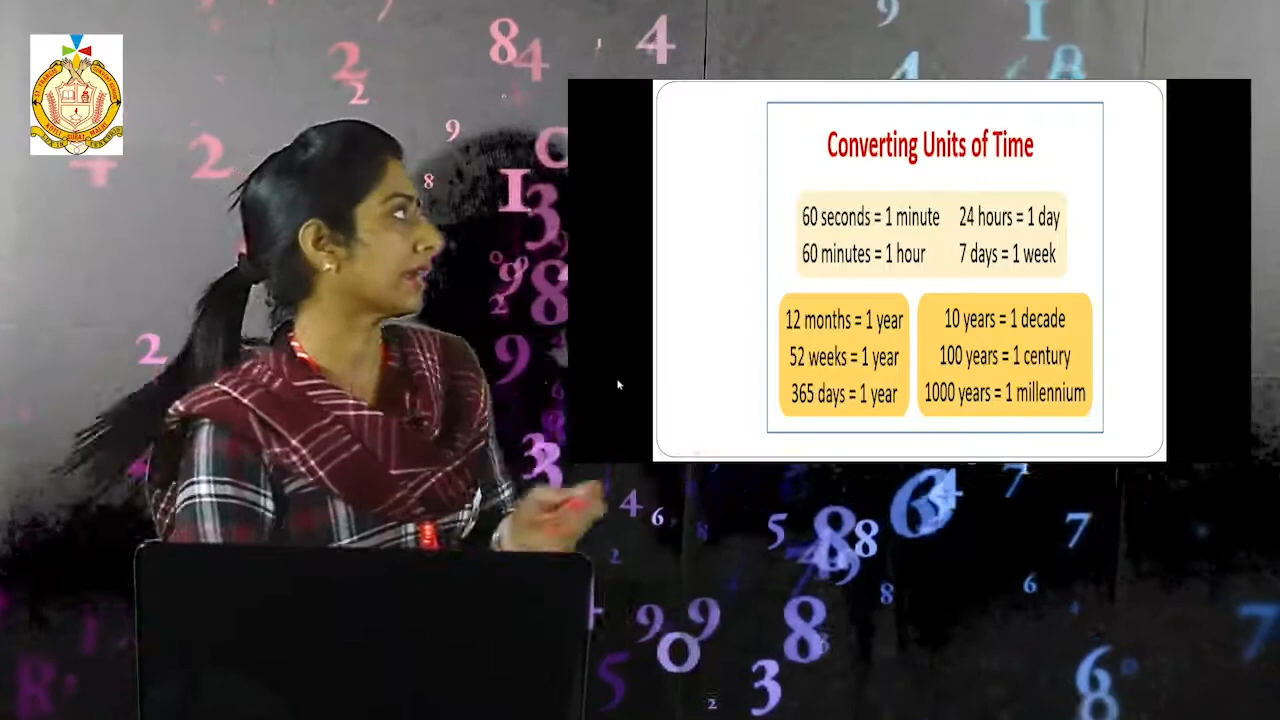 Converting Units of Time
60 seconds = 1 minute 24 hours = 1 day
60 minutes = 1 hour 7 days = 1 week
12 months = 1 year
52 weeks = 1 year
365 days = 1 year
10 years = 1 decade
100 years = 1 century
1000 years = 1 millennium